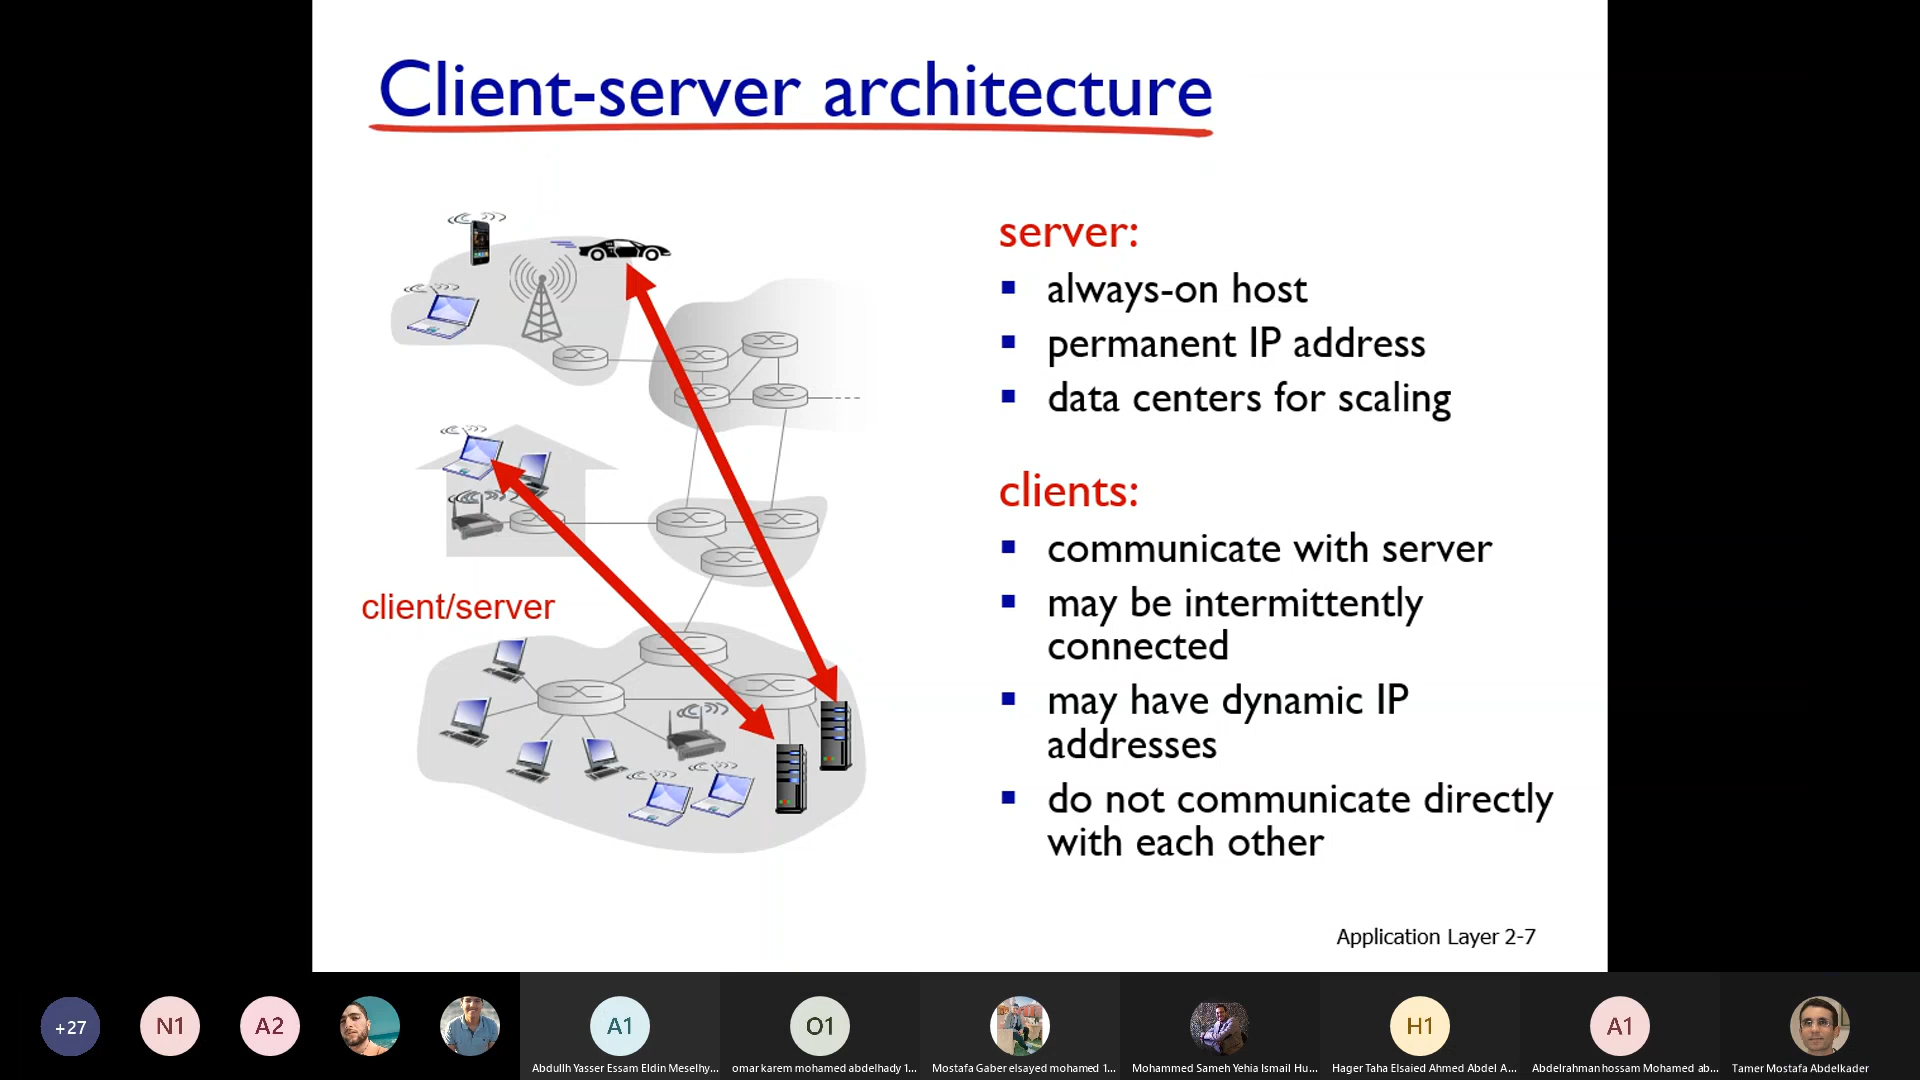 Client-server architecture
server:
always-on host
permanent IP address
data centers for scaling
clients:
communicate with server
may be intermittently
connected
may have dynamic IP
addresses
do not communicate directly
with each other
client/server
Application Layer 2-7
+27
N1
A2
A1
O1
H1
A1
Abdullh Yasser Essam Eldin Meselhy...
omar karem mohamed abdelhady 1...
Mostafa Gaber elsayed mohamed 1...
Mohammed Sameh Yehia Ismail Hu...
Hager Taha Elsaied Ahmed Abdel A...
Abdelrahman hossam Mohamed ab...
Tamer Mostafa Abdelkader